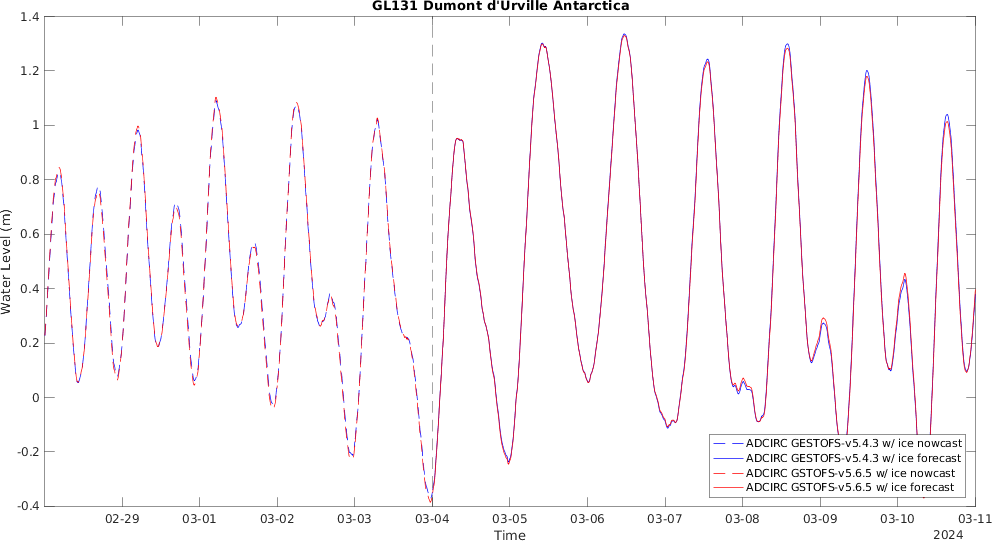 GL131 Dumont d'Urville Antarctica
1.4
1.2
1
0.8
0.6
0.4
0.2
0
-0.2
-0.4
Water Level (m)
ADCIRC GESTOFS-v5.4.3 w/ ice nowcast
ADCIRC GESTOFS-v5.4.3 w/ ice forecast
ADCIRC GSTOFS-v5.6.5 w/ ice nowcast
ADCIRC GSTOFS-v5.6.5 w/ ice forecast
02-29 03-01 03-02 03-03 03-04 03-05 03-06 03-07 03-08 03-09 03-10 03-11
Time
2024